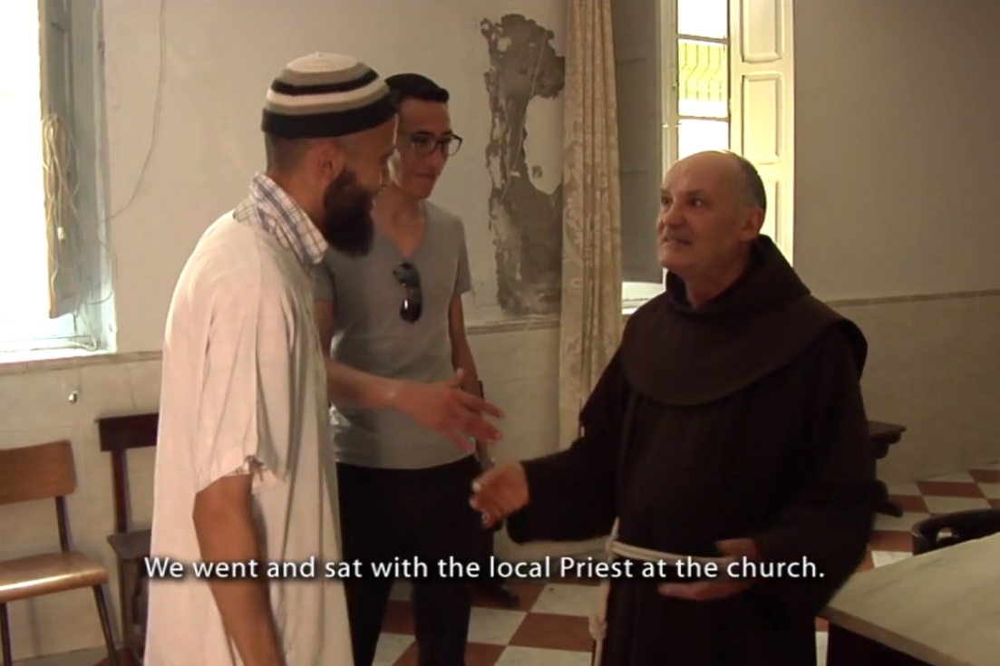 We went and sat with the local Priest at the church.